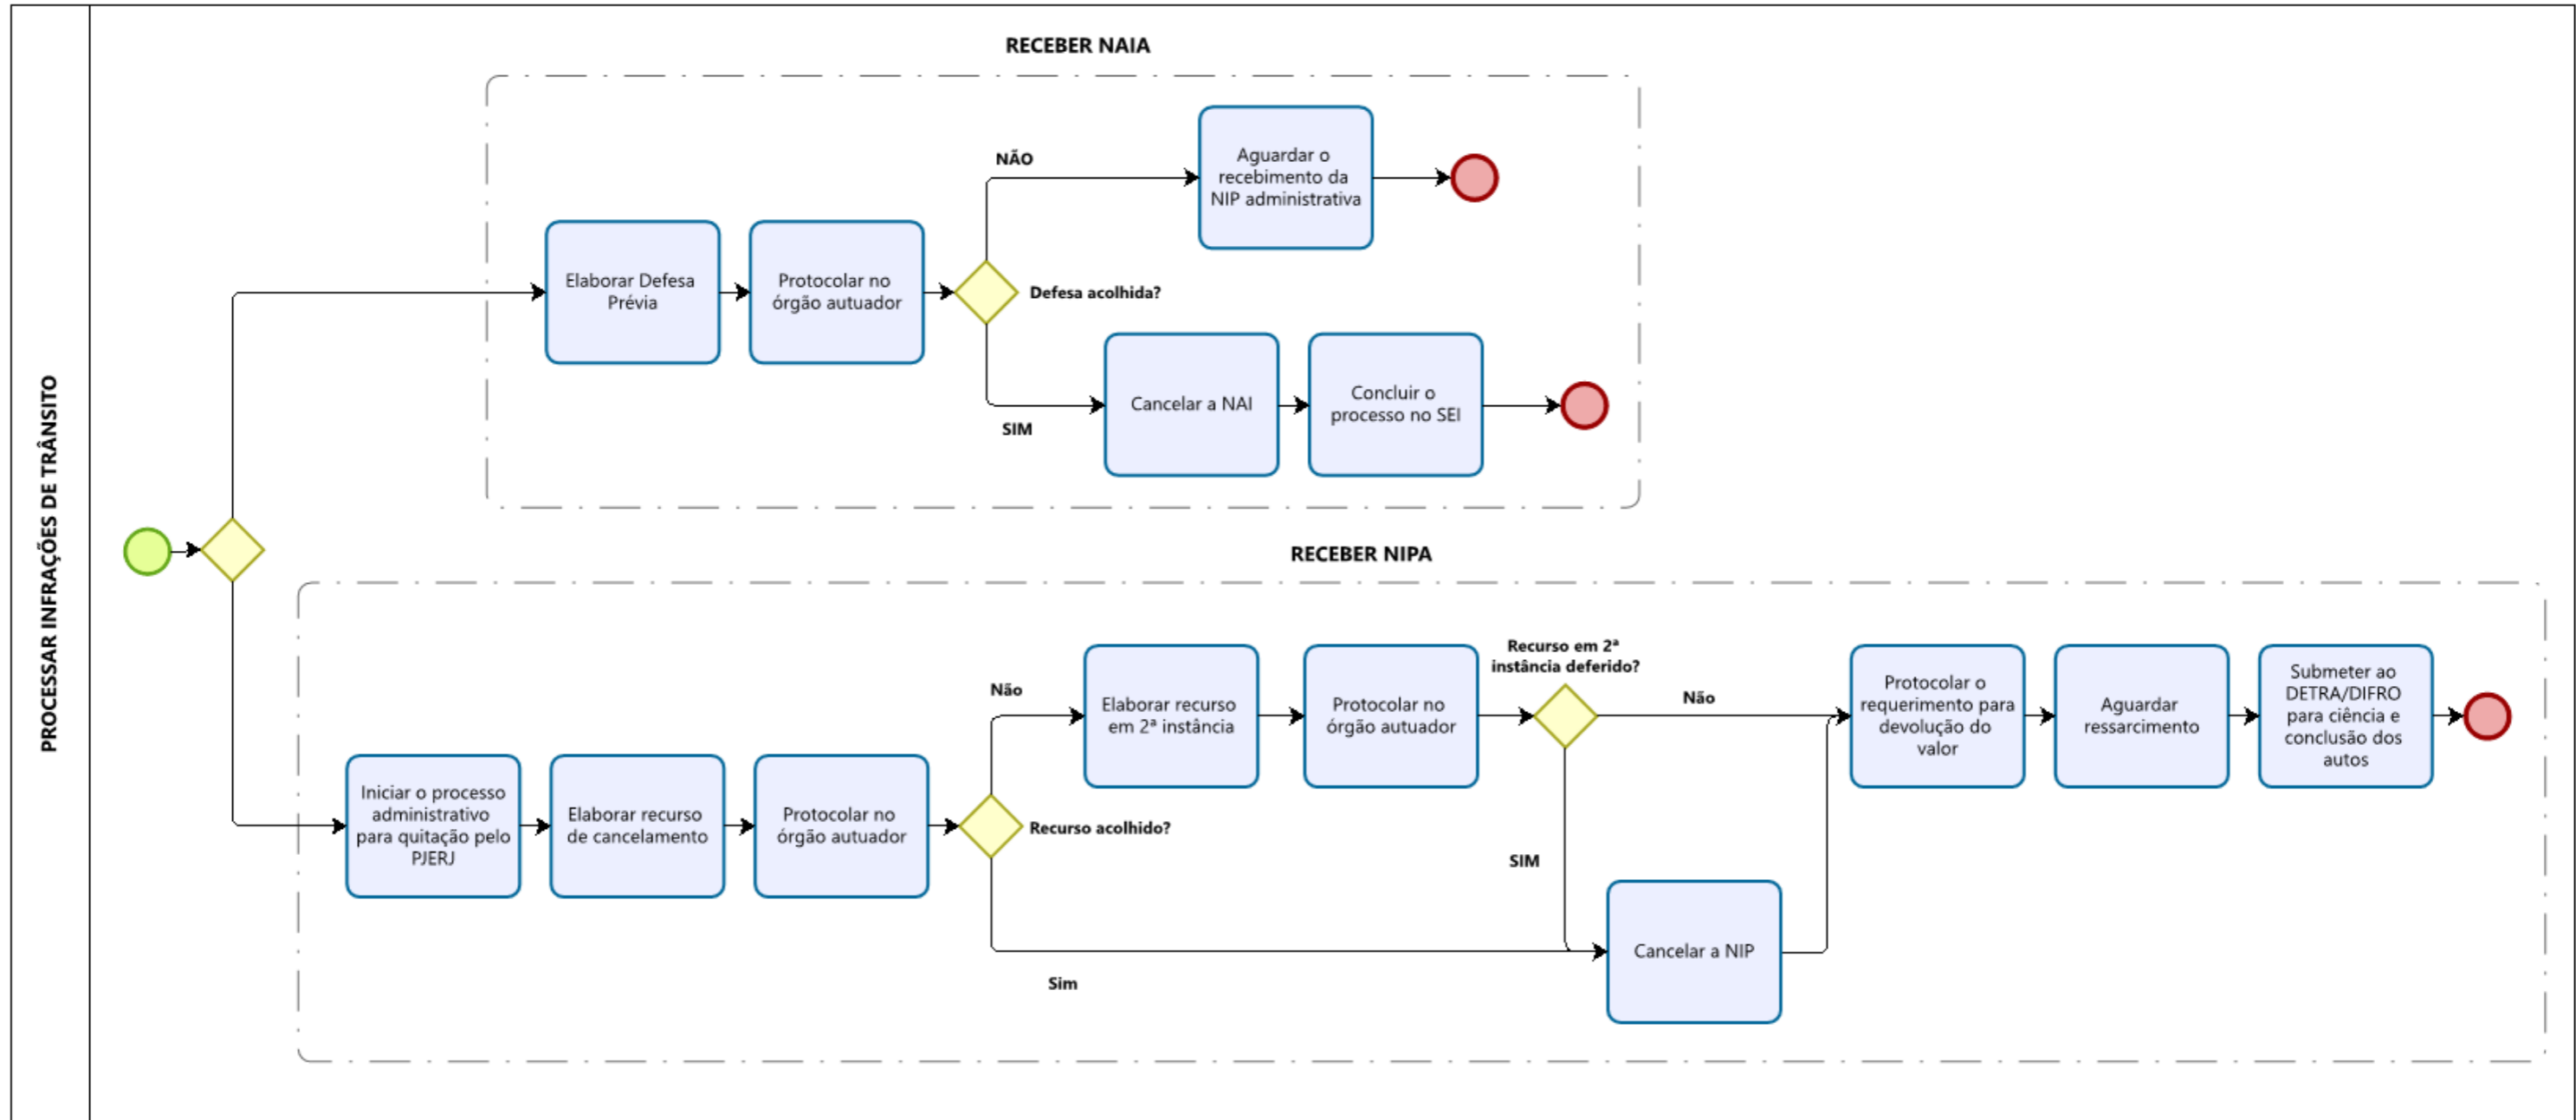 PROCESSAR INFRAÇÕES DE TRÂNSITO
RECEBER NAIA
Elaborar Defesa
Prévia
Protocolar no
órgão autuador
Defesa acolhida?
NÃO
Aguardar o
recebimento da
NIP administrativa
SIM
Cancelar a NAI
Concluir o
processo no SEI
RECEBER NIPA
Iniciar o processo
administrativo
para quitação pelo
PJERJ
Elaborar recurso
de cancelamento
Protocolar no
órgão autuador
Recurso acolhido?
Não
Elaborar recurso
em 2ª instância
Protocolar no
órgão autuador
Recurso em 2ª
instância deferido?
Não
SIM
Sim
Cancelar a NIP
Protocolar o
requerimento para
devolução do
valor
Aguardar
ressarcimento
Submeter ao
DETRA/DIFRO
para ciência e
conclusão dos
autos